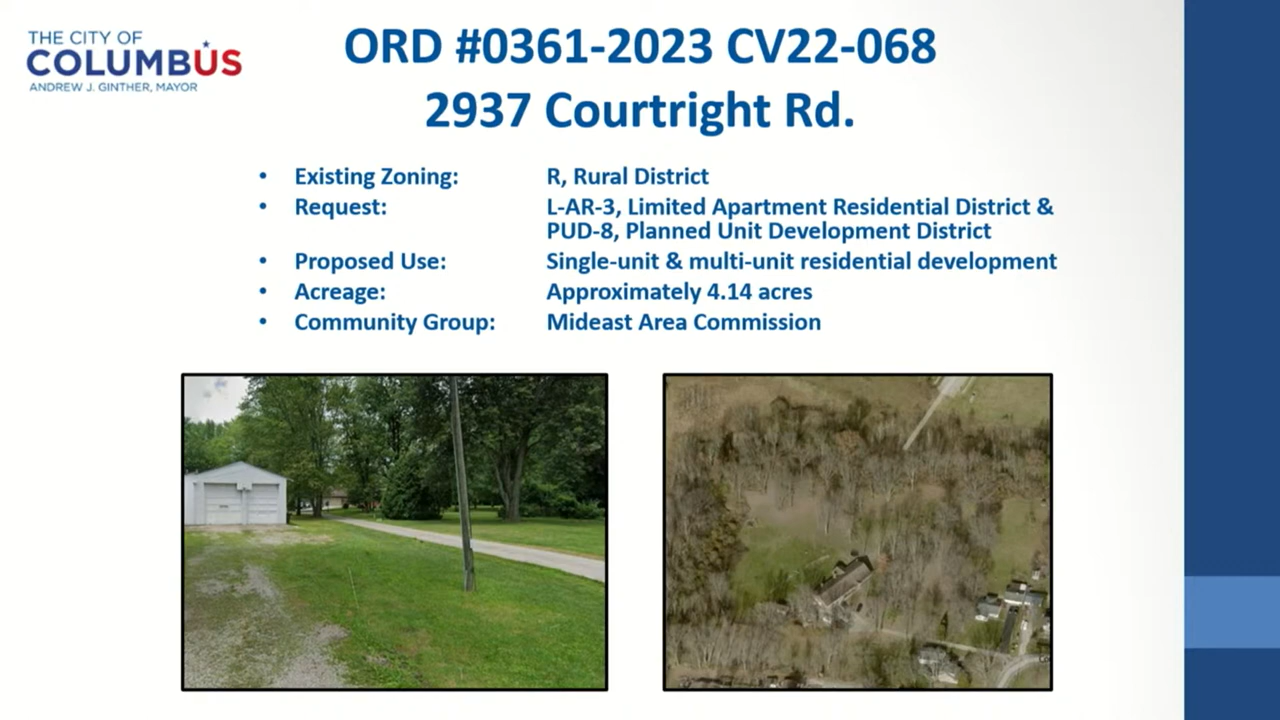 THE CITY OF
COLUMBUS
ANDREW J. GINTHER, MAYOR
ORD #0361-2023 CV22-068
2937 Courtright Rd.
• Existing Zoning: R, Rural District
• Request: L-AR-3, Limited Apartment Residential District &
PUD-8, Planned Unit Development District
• Proposed Use: Single-unit & multi-unit residential development
• Acreage: Approximately 4.14 acres
• Community Group: Mideast Area Commission